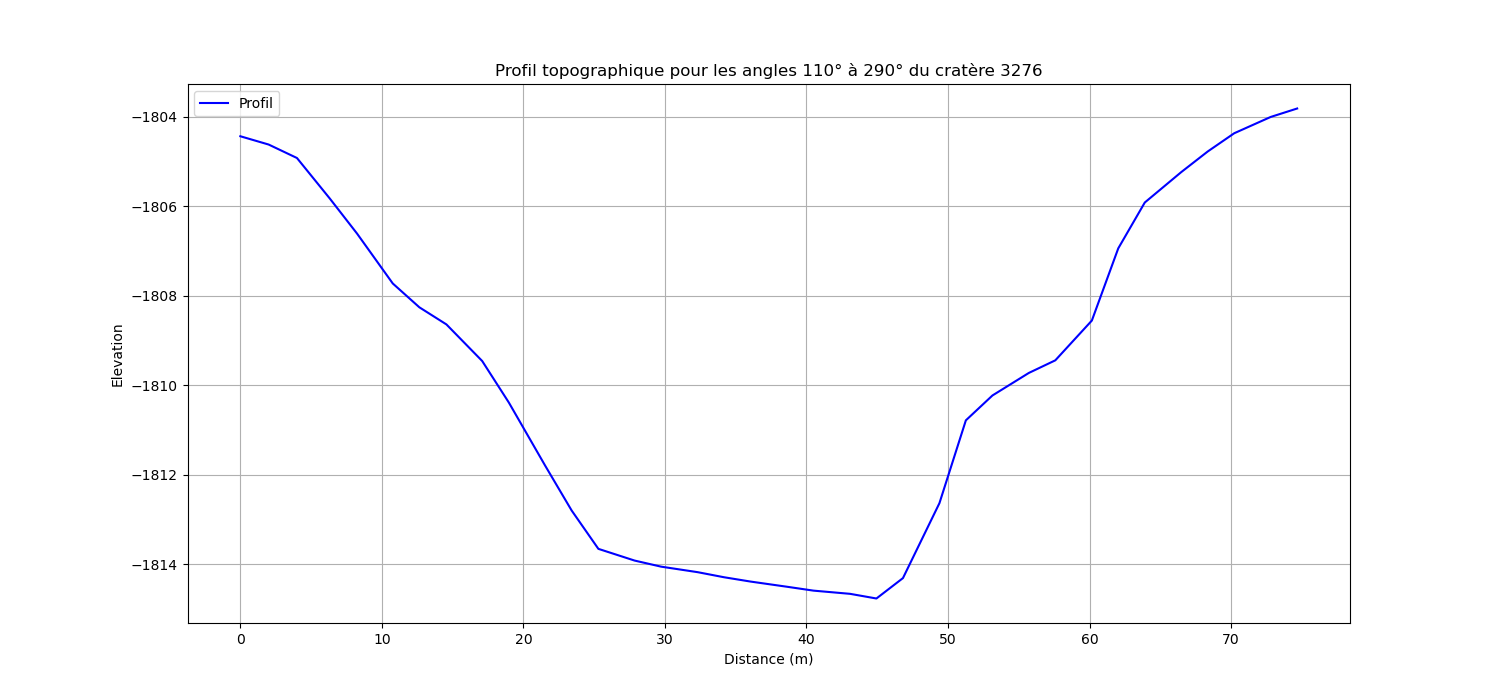 Profil topographique pour les angles 110° à 290° du cratère 3276
Profil
−1804
−1806
−1808
−1810
−1812
−1814
Elevation
0 10 20 30 40 50 60 70
Distance (m)